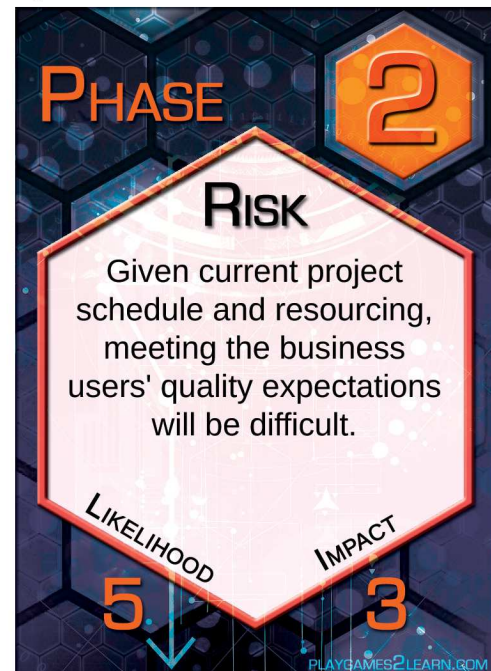 PHASE 2
RISK
Given current project
schedule and resourcing,
meeting the business
users' quality expectations
will be difficult.
LIKELIHOOD
5
IMPACT
3
PLAYGAMES2LEARN.COM